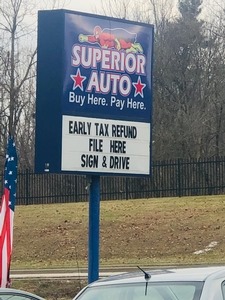 SUPERIOR
AUTO
Buy Here. Pay Here.
EARLY TAX REFUND
FILE HERE
SIGN & DRIVE